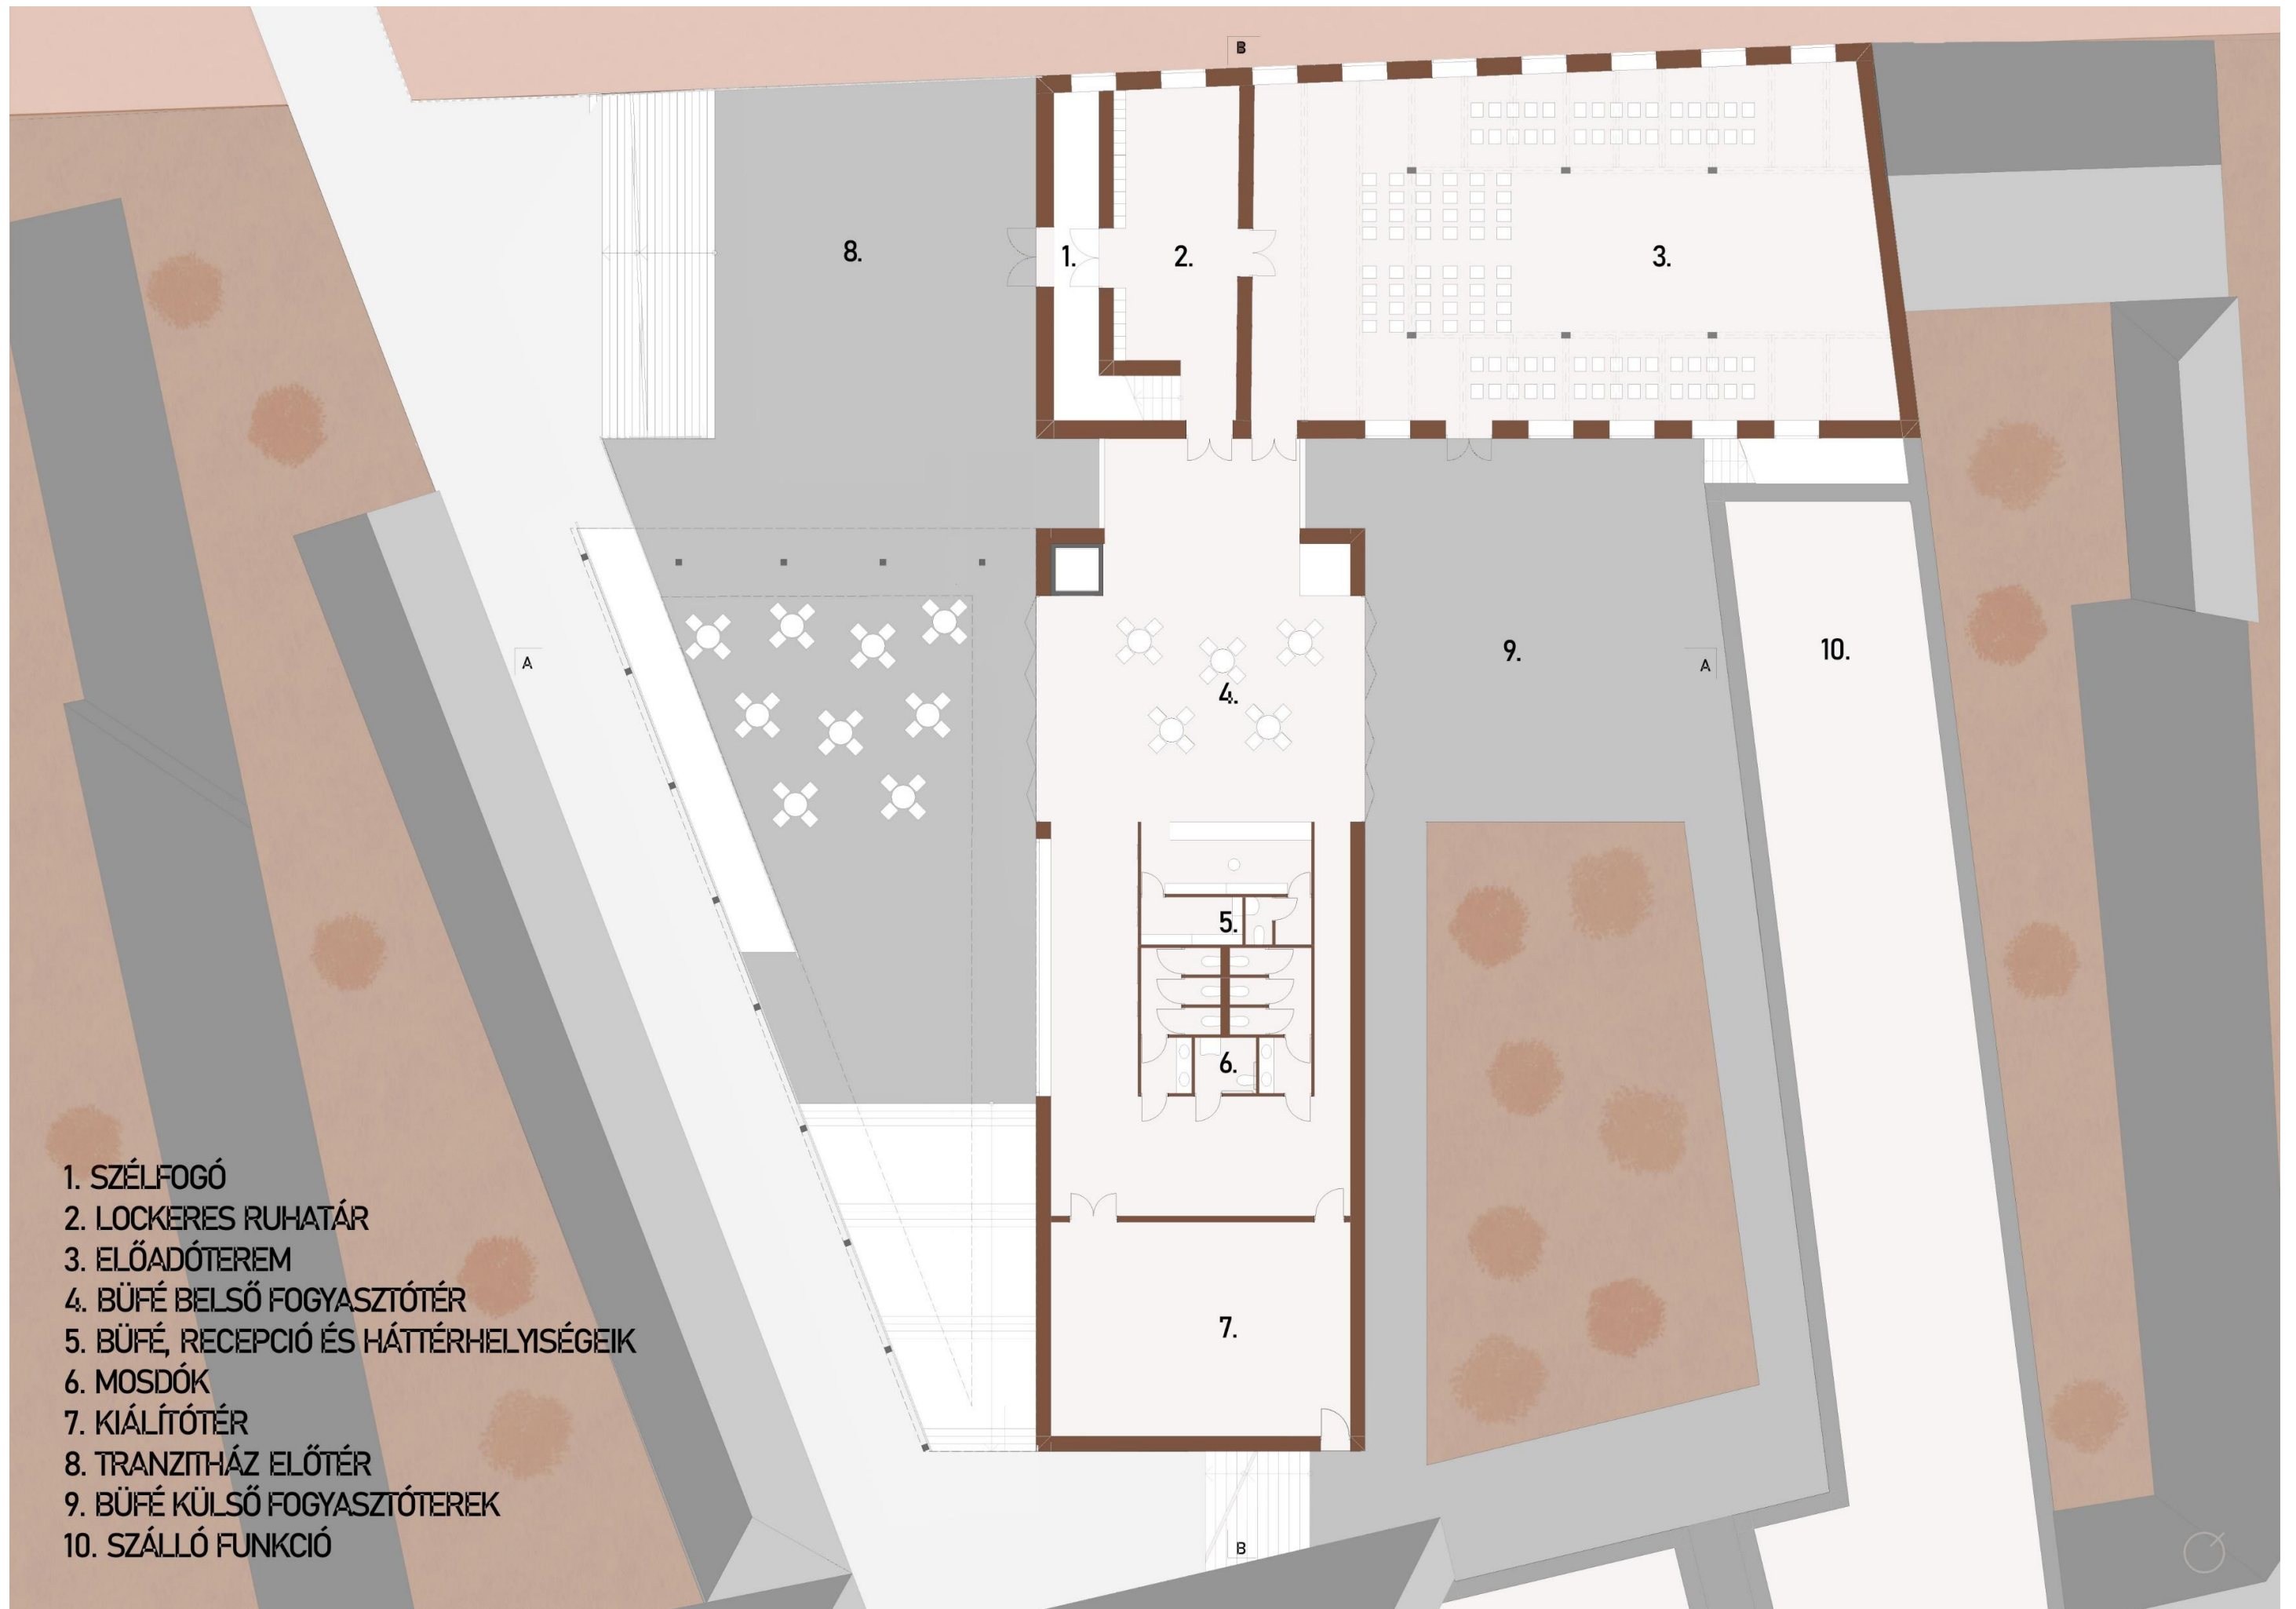 B
8.
1.
2.
3.
A
9.
A
10.
4.
5.
6.
7.
B
1. SZÉLFOGÓ
2. LOCKERES RUHATÁR
3. ELŐADÓTEREM
4. BÜFÉ BELSŐ FOGYASZTÓTÉR
5. BÜFÉ, RECEPCIÓ ÉS HÁTTÉRHELYISÉGEIK
6. MOSDÓK
7. KIÁLÍTÓTÉR
8. TRANZITHÁZ ELŐTÉR
9. BÜFÉ KÜLSŐ FOGYASZTÓTEREK
10. SZÁLLÓ FUNKCIÓ